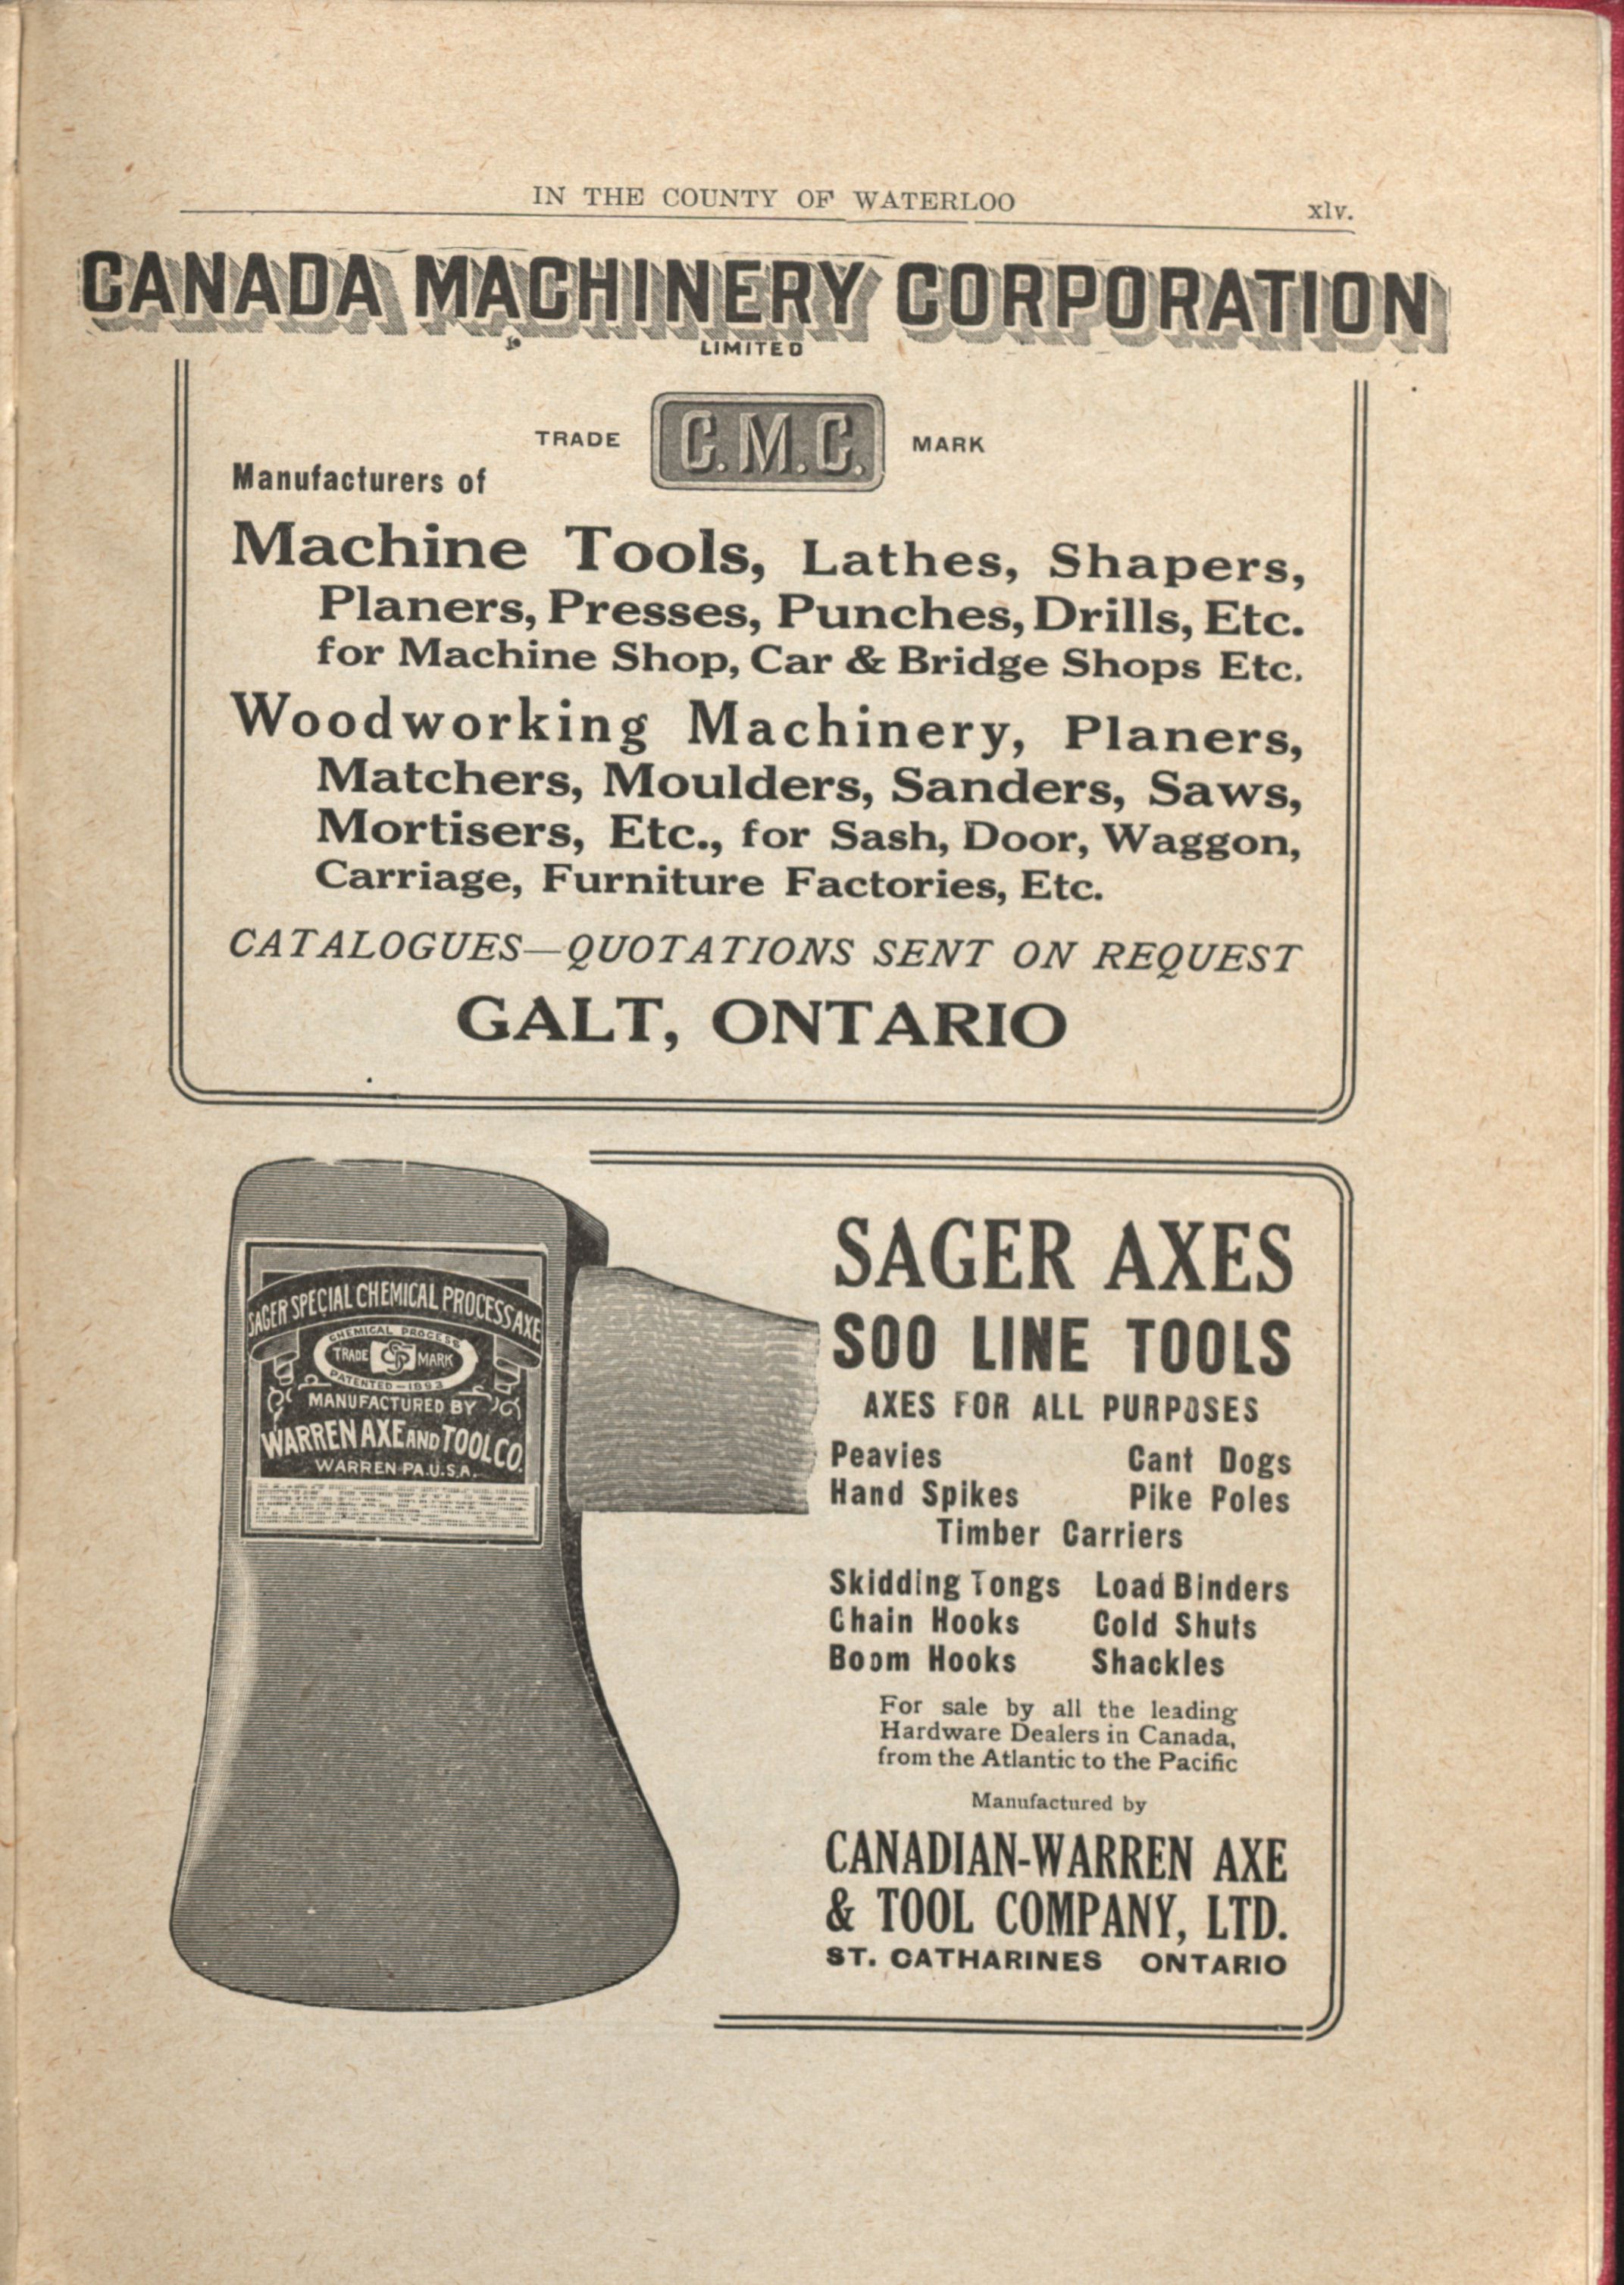 IN THE COUNTY OF WATERLOO xlv.
CANADA MACHINERY CORPORATION
LIMITED
TRADE C.M.C. MARK
Manufacturers of
Machine Tools, Lathes, Shapers,
Planers, Presses, Punches, Drills, Etc.
for Machine Shop, Car & Bridge Shops Etc.
Woodworking Machinery, Planers,
Matchers, Moulders, Sanders, Saws,
Mortisers, Etc., for Sash, Door, Waggon,
Carriage, Furniture Factories, Etc.
CATALOGUES—QUOTATIONS SENT ON REQUEST
GALT, ONTARIO
SAGER SPECIAL CHEMICAL PROCESS AXE
CHEMICAL PROCESS
TRADE MARK
PATENTED—1893
MANUFACTURED BY
WARREN AXE AND TOOL CO.
WARREN PA. U.S.A.
SAGER AXES
SOO LINE TOOLS
AXES FOR ALL PURPOSES
Peavies Cant Dogs
Hand Spikes Pike Poles
Timber Carriers
Skidding Tongs Load Binders
Chain Hooks Cold Shuts
Boom Hooks Shackles
For sale by all the leading
Hardware Dealers in Canada,
from the Atlantic to the Pacific
Manufactured by
CANADIAN-WARREN AXE
& TOOL COMPANY, LTD.
ST. CATHARINES ONTARIO